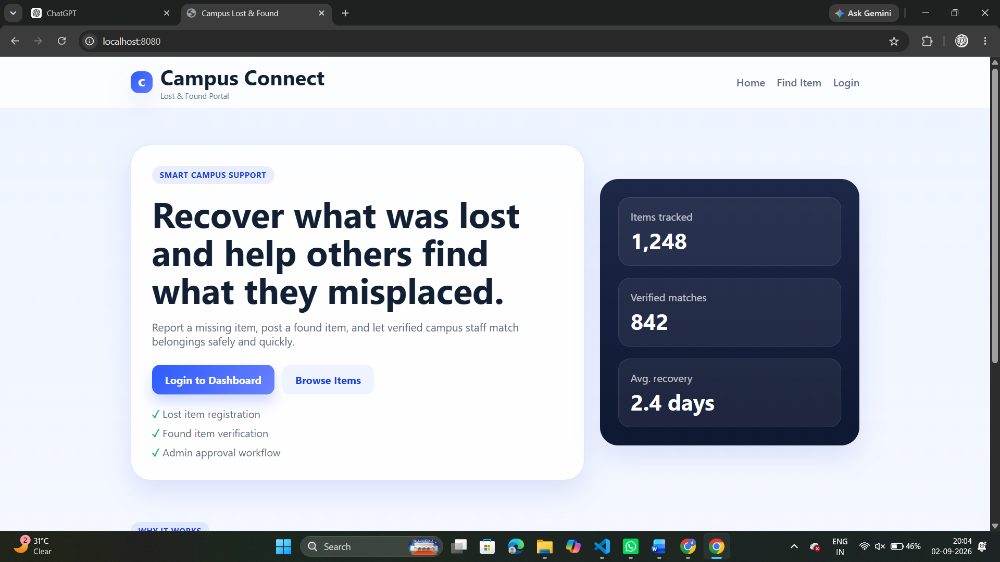 ChatGPT
Campus Lost & Found
Ask Gemini
localhost:8080
c
Campus Connect
Lost & Found Portal
Home
Find Item
Login
SMART CAMPUS SUPPORT
Recover what was lost
and help others find
what they misplaced.
Report a missing item, post a found item, and let verified campus staff match
belongings safely and quickly.
Login to Dashboard
Browse Items
✓ Lost item registration
✓ Found item verification
✓ Admin approval workflow
Items tracked
1,248
Verified matches
842
Avg. recovery
2.4 days
WHY IT WORKS
2
31°C
Clear
Search
ENG
IN
46%
20:04
02-09-2026